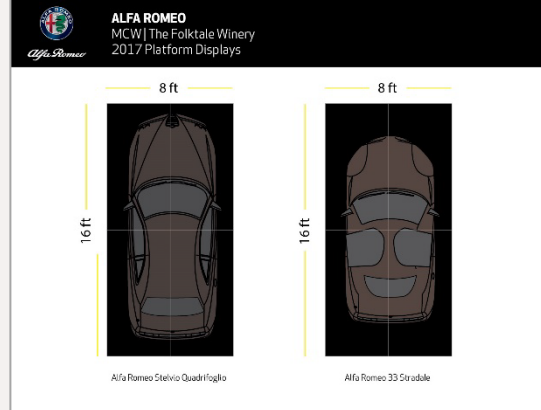 ALFA ROMEO
MCW | The Folktale Winery
2017 Platform Displays
Alfa Romeo
8 ft
8 ft
16 ft
16 ft
Alfa Romeo Stelvio Quadrifoglio
Alfa Romeo 33 Stradale